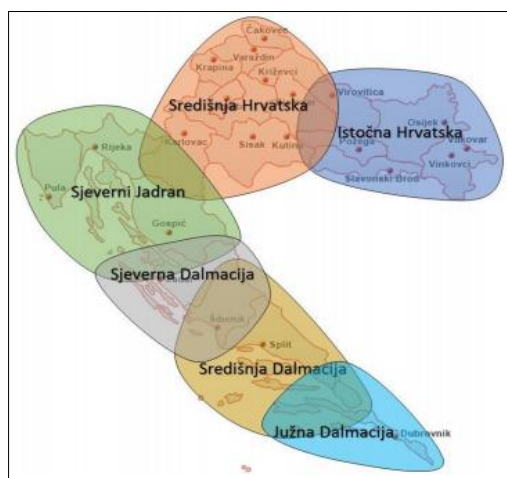 Čakovec
Varaždin
Krapina
Križevci
Virovitica
Središnja Hrvatska
Osijek
Istočna Hrvatska
Karlovac
Sisak
Kutina
Požega
Vukovar
Vinkovci
Slavonski Brod
Rijeka
Pula
Sjeverni Jadran
Gospić
Sjeverna Dalmacija
Šibenik
Split
Središnja Dalmacija
Južna Dalmacija
Dubrovnik